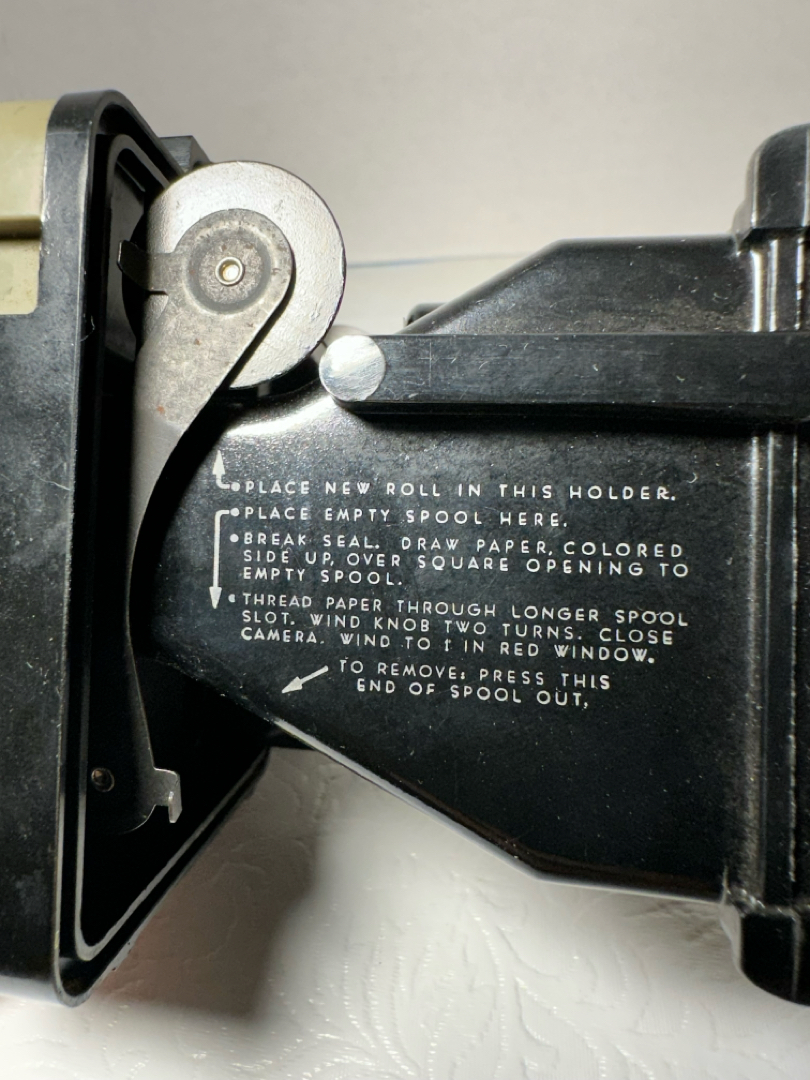 PLACE NEW ROLL IN THIS HOLDER.
PLACE EMPTY SPOOL HERE.
BREAK SEAL. DRAW PAPER, COLORED
SIDE UP, OVER SQUARE OPENING TO
EMPTY SPOOL.
THREAD PAPER THROUGH LONGER SPOOL
SLOT. WIND KNOB TWO TURNS. CLOSE
CAMERA. WIND TO 1 IN RED WINDOW.
TO REMOVE: PRESS THIS
END OF SPOOL OUT,